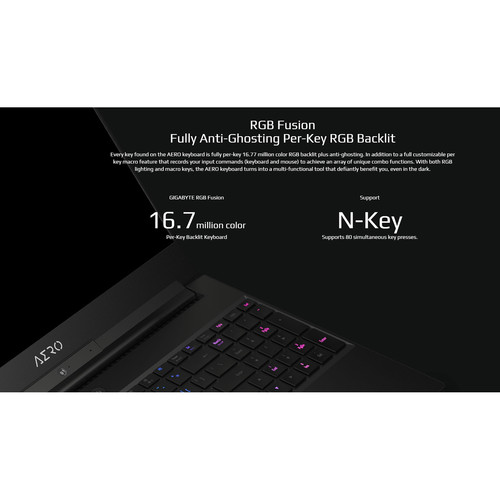 RGB Fusion
Fully Anti-Ghosting Per-Key RGB Backlit
Every key found on the AERO keyboard is fully per-key 16.77 million color RGB backlit plus anti-ghosting. In addition to a full customizable per
key macro feature that records your input commands (keyboard and mouse) to achieve an array of unique combo functions. With both RGB
lighting and macro keys, the AERO keyboard turns into a multi-functional tool that defiantly benefit you, even in the dark.
GIGABYTE RGB Fusion
16.7 million color
Per-Key Backlit Keyboard
Support
N-Key
Supports 80 simultaneous key presses.
AERO